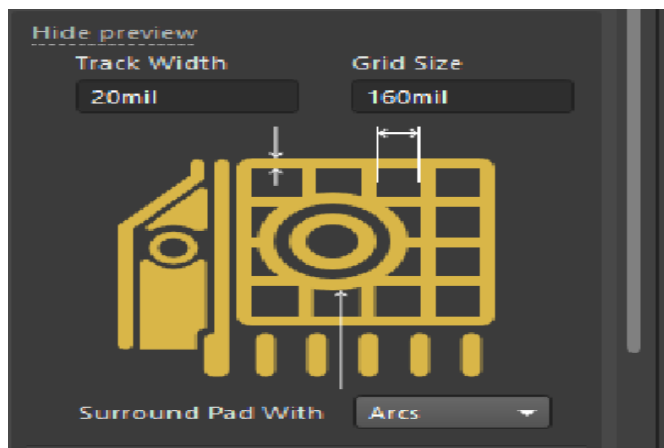 Hide preview
Track Width Grid Size
20mil 160mil
Surround Pad With Arcs